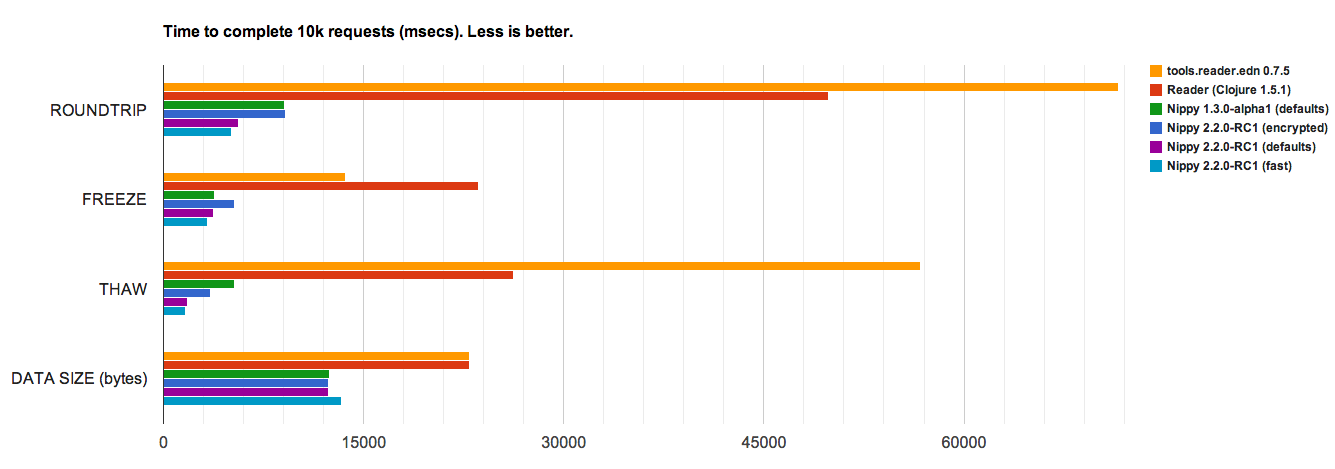 Time to complete 10k requests (msecs). Less is better.
tools.reader.edn 0.7.5
Reader (Clojure 1.5.1)
Nippy 1.3.0-alpha1 (defaults)
Nippy 2.2.0-RC1 (encrypted)
Nippy 2.2.0-RC1 (defaults)
Nippy 2.2.0-RC1 (fast)
ROUNDTRIP
FREEZE
THAW
DATA SIZE (bytes)
0 15000 30000 45000 60000